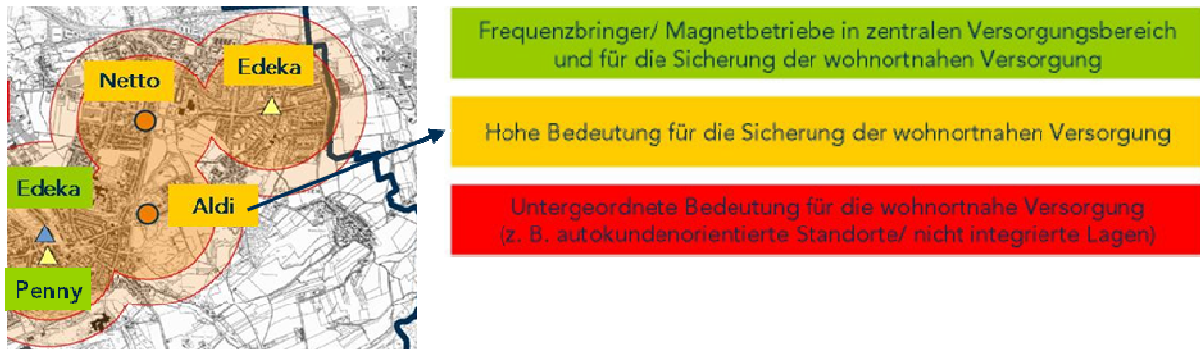 Netto
Edeka
Edeka
Aldi
Penny
Frequenzbringer/ Magnetbetriebe in zentralen Versorgungsbereich
und für die Sicherung der wohnortnahen Versorgung
Hohe Bedeutung für die Sicherung der wohnortnahen Versorgung
Untergeordnete Bedeutung für die wohnortnahe Versorgung
(z. B. autokundenorientierte Standorte/ nicht integrierte Lagen)